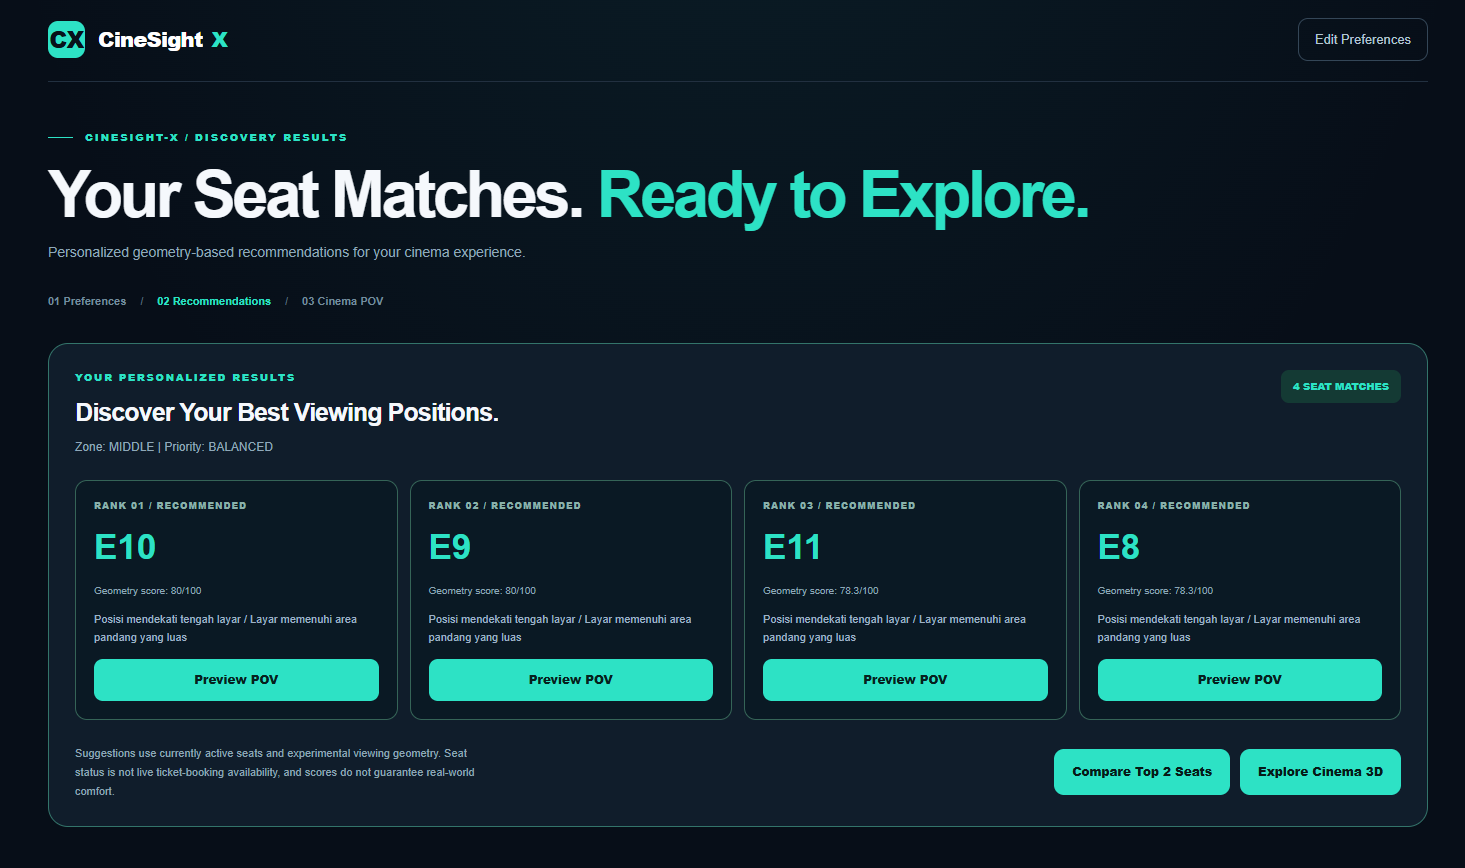 CX CineSight X
Edit Preferences
CINESIGHT-X / DISCOVERY RESULTS
Your Seat Matches. Ready to Explore.
Personalized geometry-based recommendations for your cinema experience.
01 Preferences / 02 Recommendations / 03 Cinema POV
YOUR PERSONALIZED RESULTS
4 SEAT MATCHES
Discover Your Best Viewing Positions.
Zone: MIDDLE | Priority: BALANCED
RANK 01 / RECOMMENDED
E10
Geometry score: 80/100
Posisi mendekati tengah layar / Layar memenuhi area
pandang yang luas
Preview POV
RANK 02 / RECOMMENDED
E9
Geometry score: 80/100
Posisi mendekati tengah layar / Layar memenuhi area
pandang yang luas
Preview POV
RANK 03 / RECOMMENDED
E11
Geometry score: 78.3/100
Posisi mendekati tengah layar / Layar memenuhi area
pandang yang luas
Preview POV
RANK 04 / RECOMMENDED
E8
Geometry score: 78.3/100
Posisi mendekati tengah layar / Layar memenuhi area
pandang yang luas
Preview POV
Suggestions use currently active seats and experimental viewing geometry. Seat
status is not live ticket-booking availability, and scores do not guarantee real-world
comfort.
Compare Top 2 Seats
Explore Cinema 3D